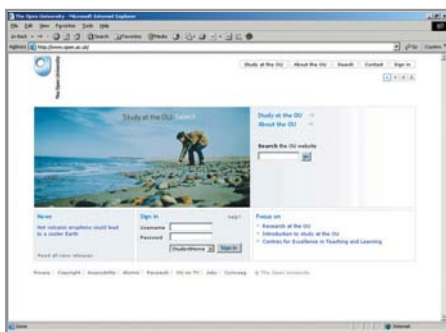 The Open University - Microsoft Internet Explorer
File Edit View Favorites Tools Help
Back Search Favorites Media
Address http://www.open.ac.uk/ Go
The Open University
Study at the OU About the OU Search Contact Sign in
Study at the OU: Select
Study at the OU
About the OU
Search the OU website
News
Hot volcanic eruptions could lead
to a cooler Earth
Read all news releases
Sign in help?
Username
Password
StudentHome Sign in
Focus on
Research at the OU
Introduction to study at the OU
Centres for Excellence in Teaching and Learning
Privacy Copyright Accessibility Alumni Research OU on TV Jobs Cymraeg © The Open University
Done Internet